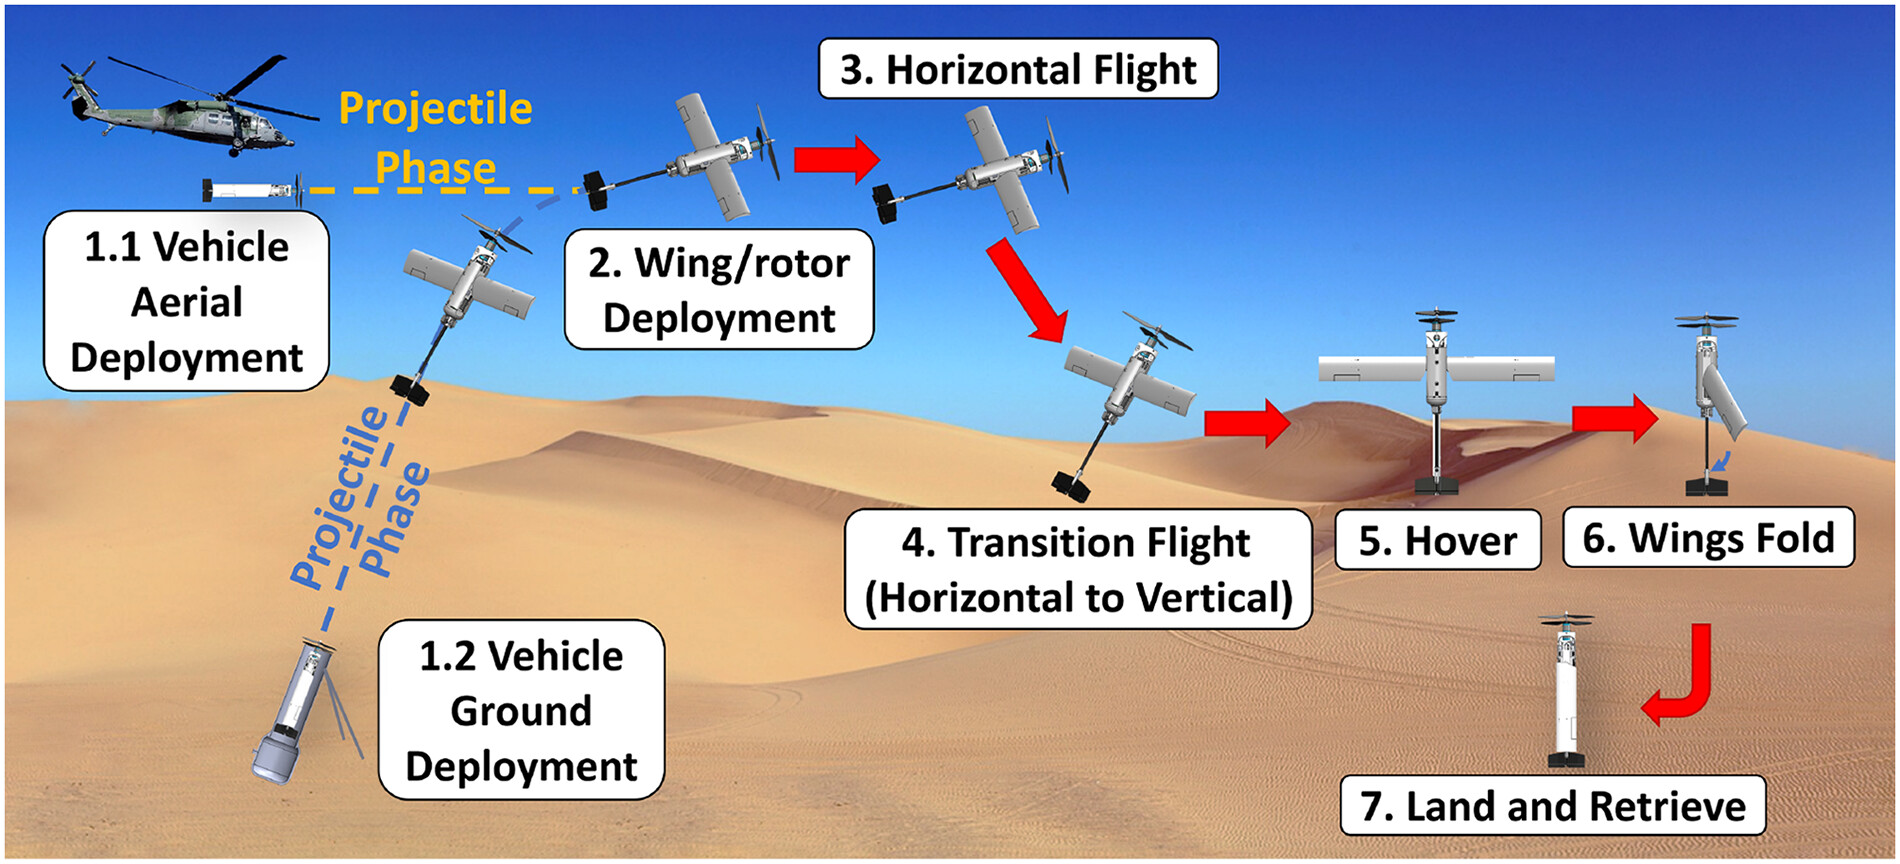 Projectile
Phase
1.1 Vehicle
Aerial
Deployment
2. Wing/rotor
Deployment
3. Horizontal Flight
Projectile
Phase
1.2 Vehicle
Ground
Deployment
4. Transition Flight
(Horizontal to Vertical)
5. Hover
6. Wings Fold
7. Land and Retrieve